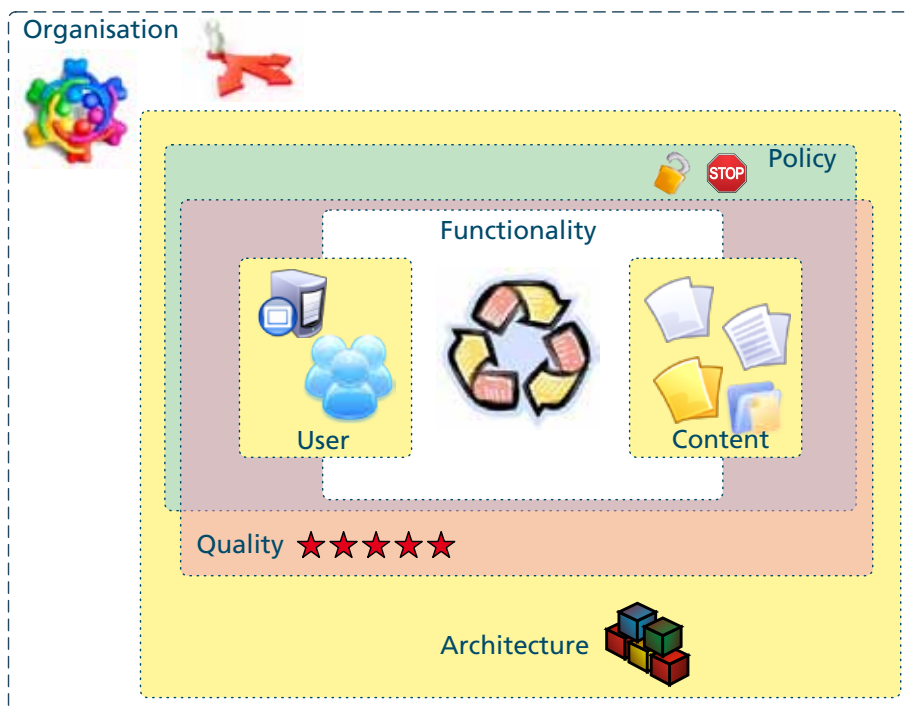 Organisation
Policy
STOP
Functionality
User
Content
Quality
Architecture